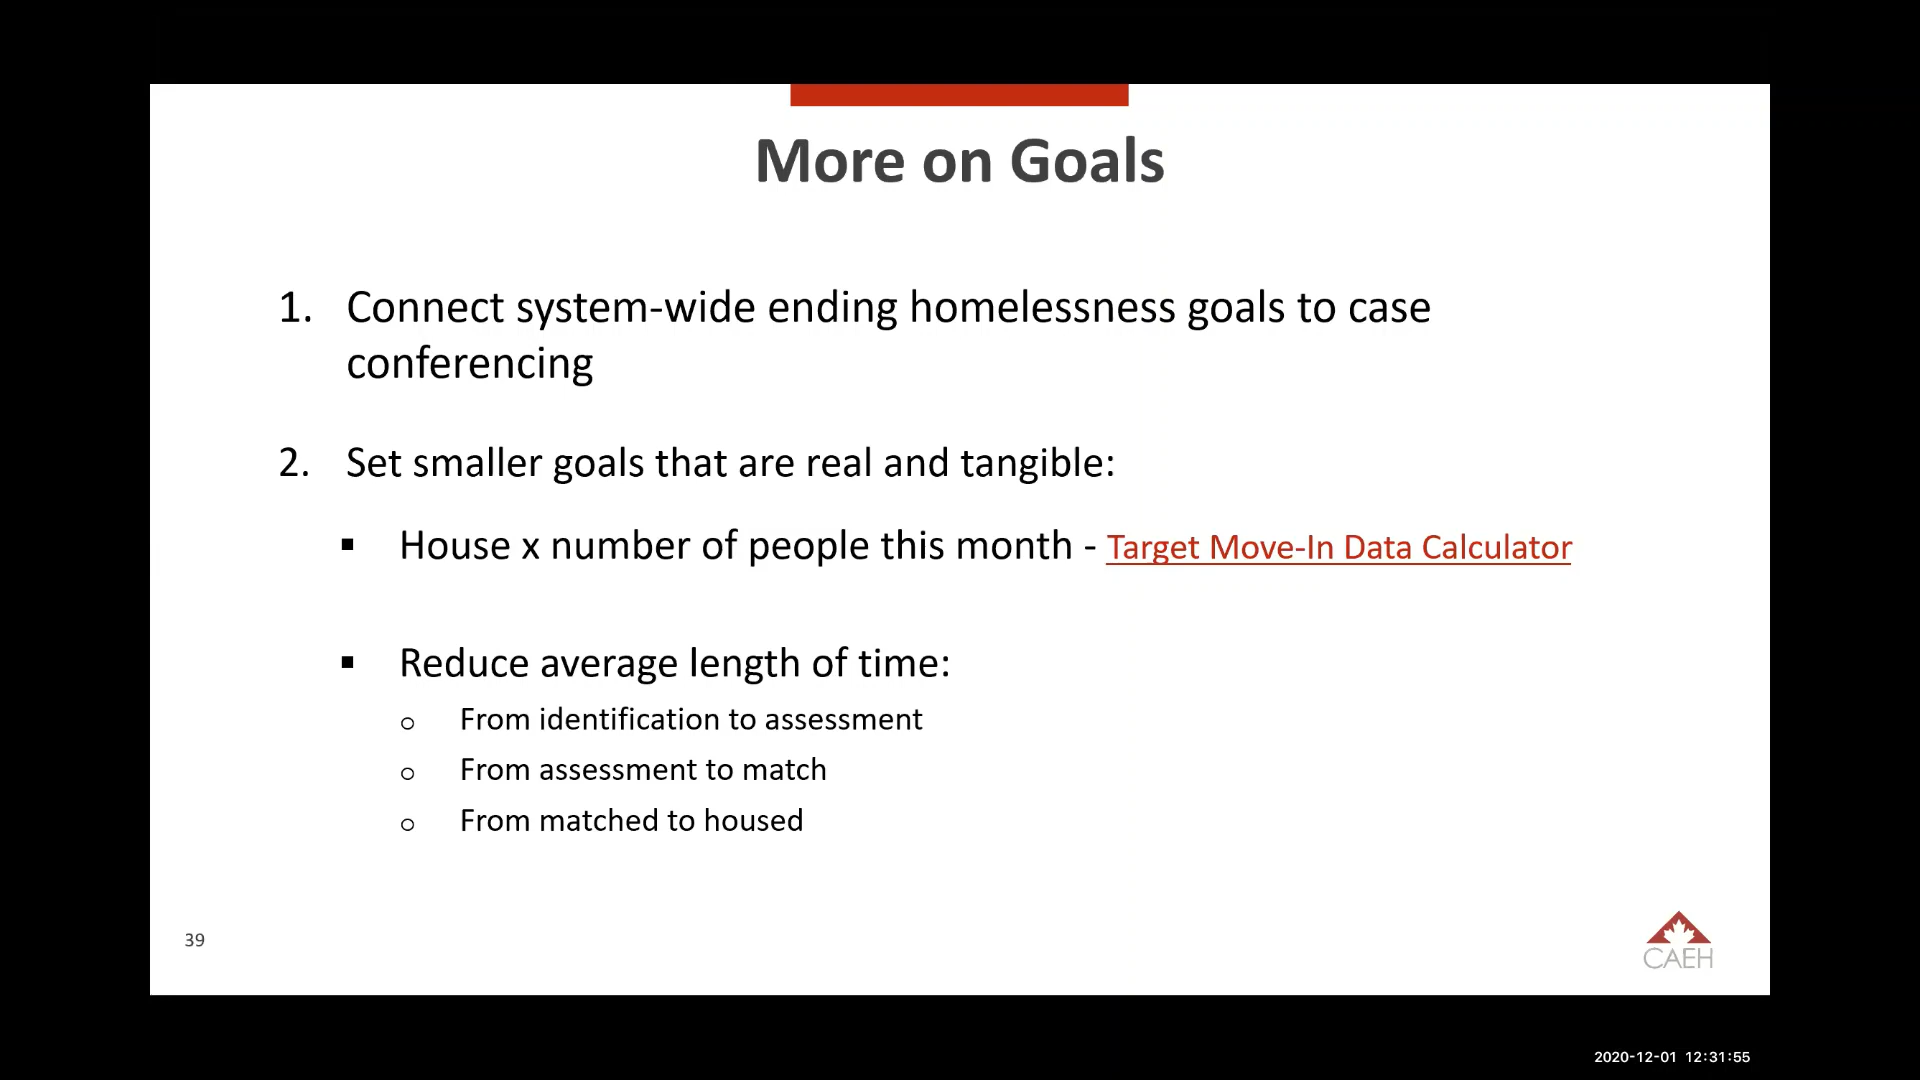 More on Goals
1. Connect system-wide ending homelessness goals to case
conferencing
2. Set smaller goals that are real and tangible:
▪ House x number of people this month - Target Move-In Data Calculator
▪ Reduce average length of time:
o From identification to assessment
o From assessment to match
o From matched to housed
39
CAEH
2020-12-01 12:31:55